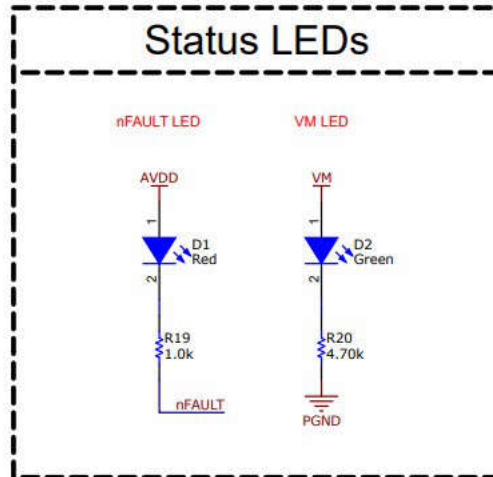 Status LEDs
nFAULT LED
VM LED
AVDD
VM
1
1
D1
Red
D2
Green
2
2
R19
1.0k
R20
4.70k
nFAULT
PGND